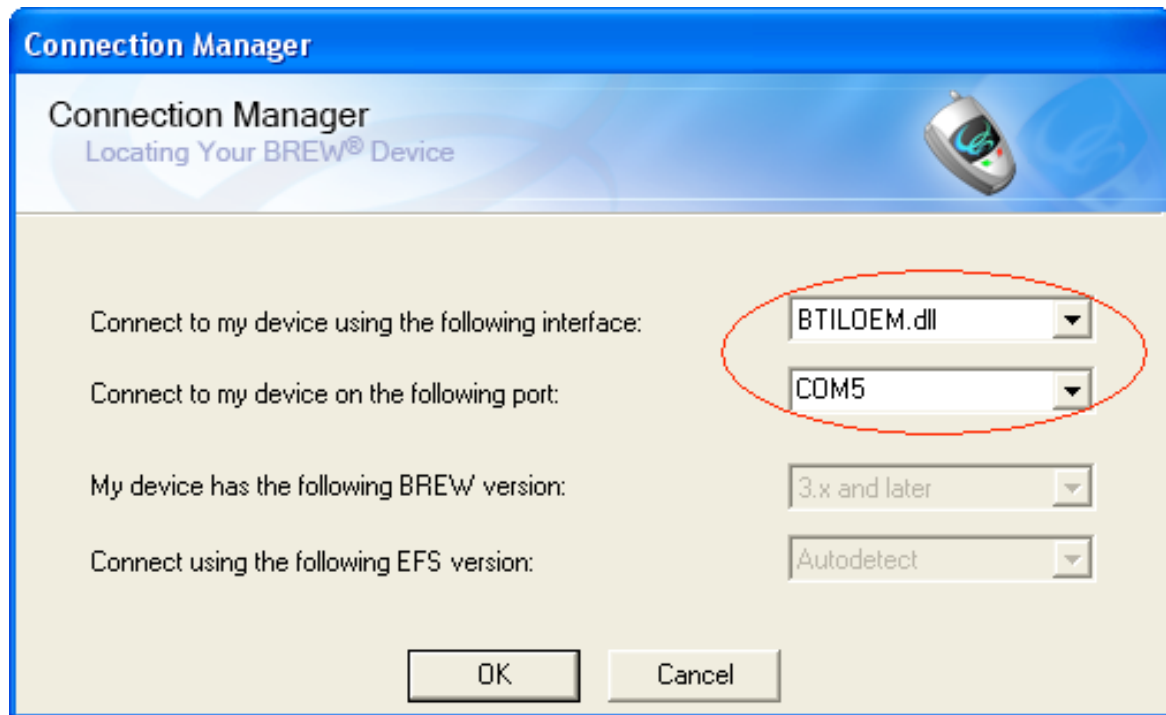 Connection Manager
Connection Manager
Locating Your BREW® Device
Connect to my device using the following interface: BTILOEM.dll
Connect to my device on the following port: COM5
My device has the following BREW version: 3.x and later
Connect using the following EFS version: Autodetect
OK Cancel